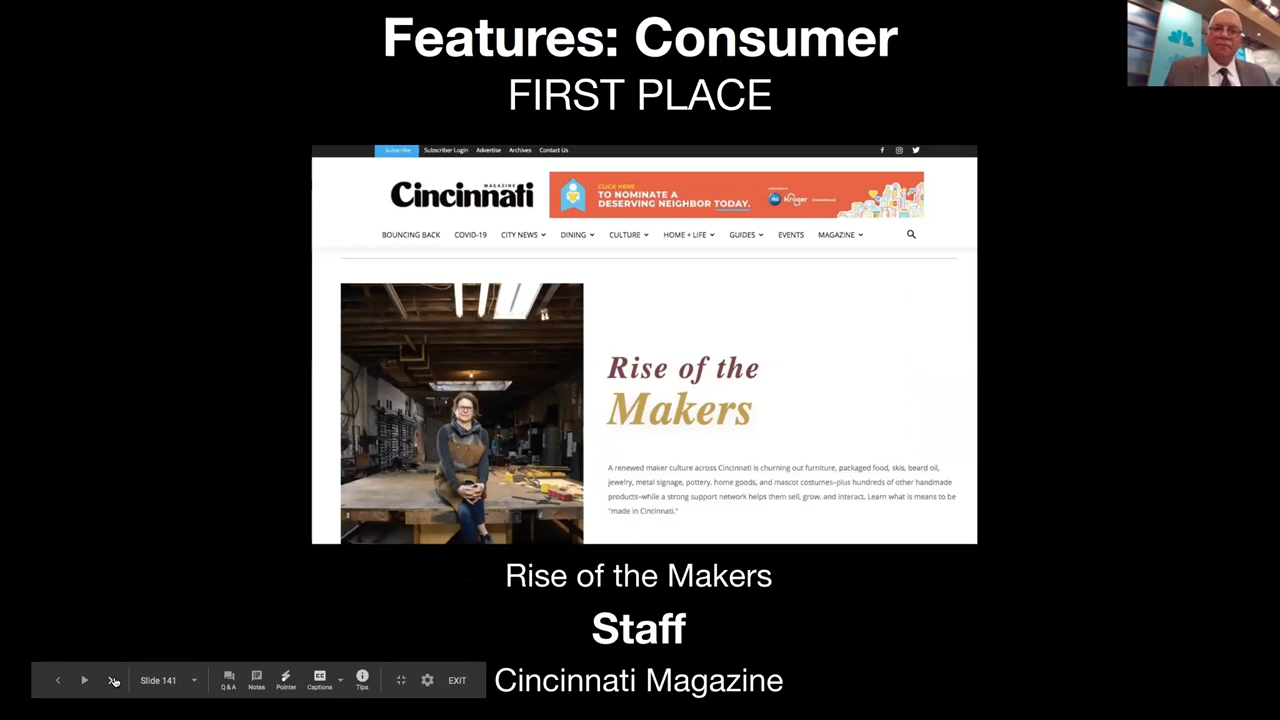 Features: Consumer
FIRST PLACE
Subscribe Subscriber Login Advertise Archives Contact Us
MAGAZINE
Cincinnati
CLICK HERE
TO NOMINATE A
DESERVING NEIGHBOR TODAY.
P&G Kroger
BOUNCING BACK COVID-19 CITY NEWS DINING CULTURE HOME + LIFE GUIDES EVENTS MAGAZINE
Rise of the
Makers
A renewed maker culture across Cincinnati is churning out furniture, packaged food, skis, beard oil,
jewelry, metal signage, pottery, home goods, and mascot costumes–plus hundreds of other handmade
products–while a strong support network helps them sell, grow, and interact. Learn what is means to be
"made in Cincinnati."
Rise of the Makers
Staff
Cincinnati Magazine
Slide 141 Q & A Notes Pointer CC Captions Tips EXIT